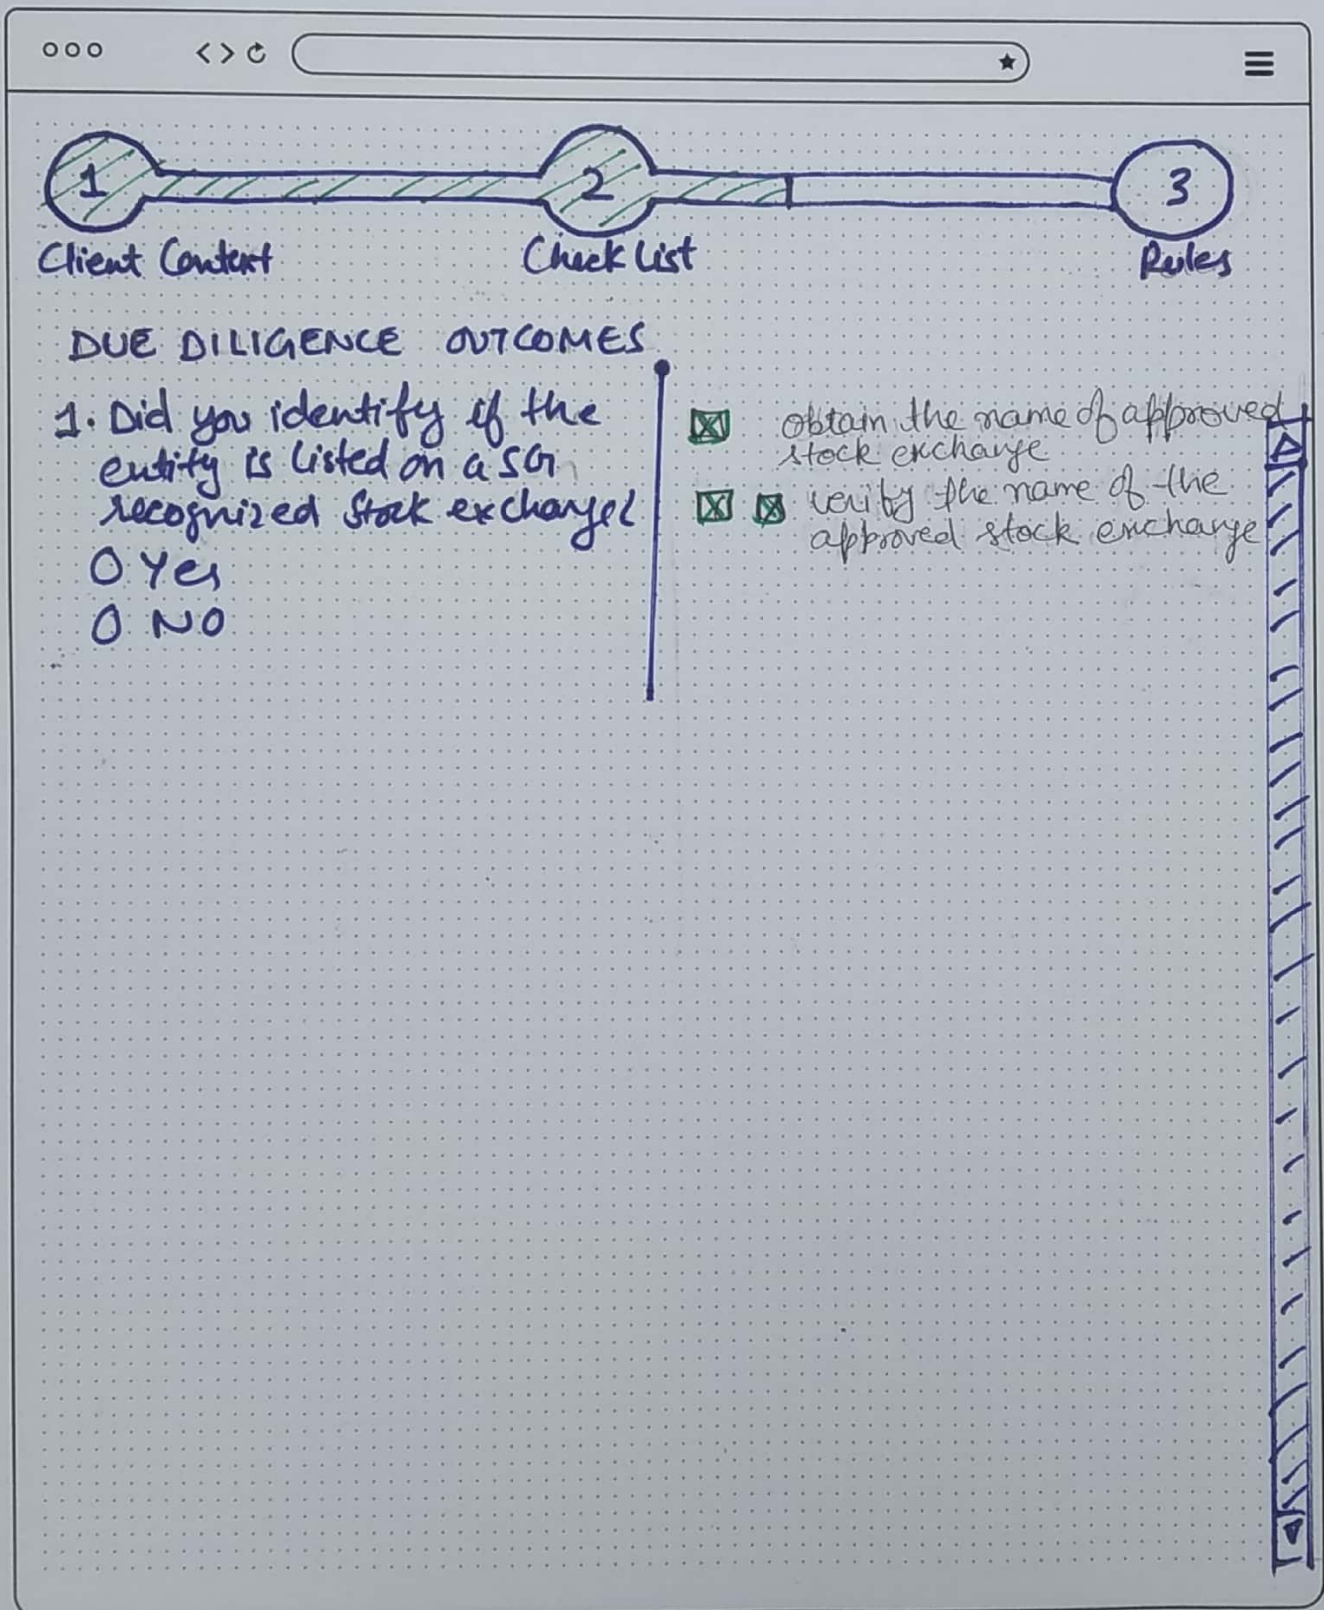 1
2
3
Client Context
Check List
Rules
DUE DILIGENCE OUTCOMES
1. Did you identify if the
entity is listed on a SG
recognized stock exchange?
O Yes
O NO
obtain the name of approved
stock exchange
verify the name of the
approved stock exchange